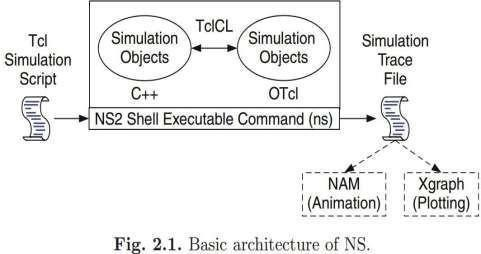 Tcl
Simulation
Script
TclCL
Simulation
Objects
Simulation
Objects
C++
OTcl
NS2 Shell Executable Command (ns)
Simulation
Trace
File
NAM
(Animation)
Xgraph
(Plotting)
Fig. 2.1. Basic architecture of NS.